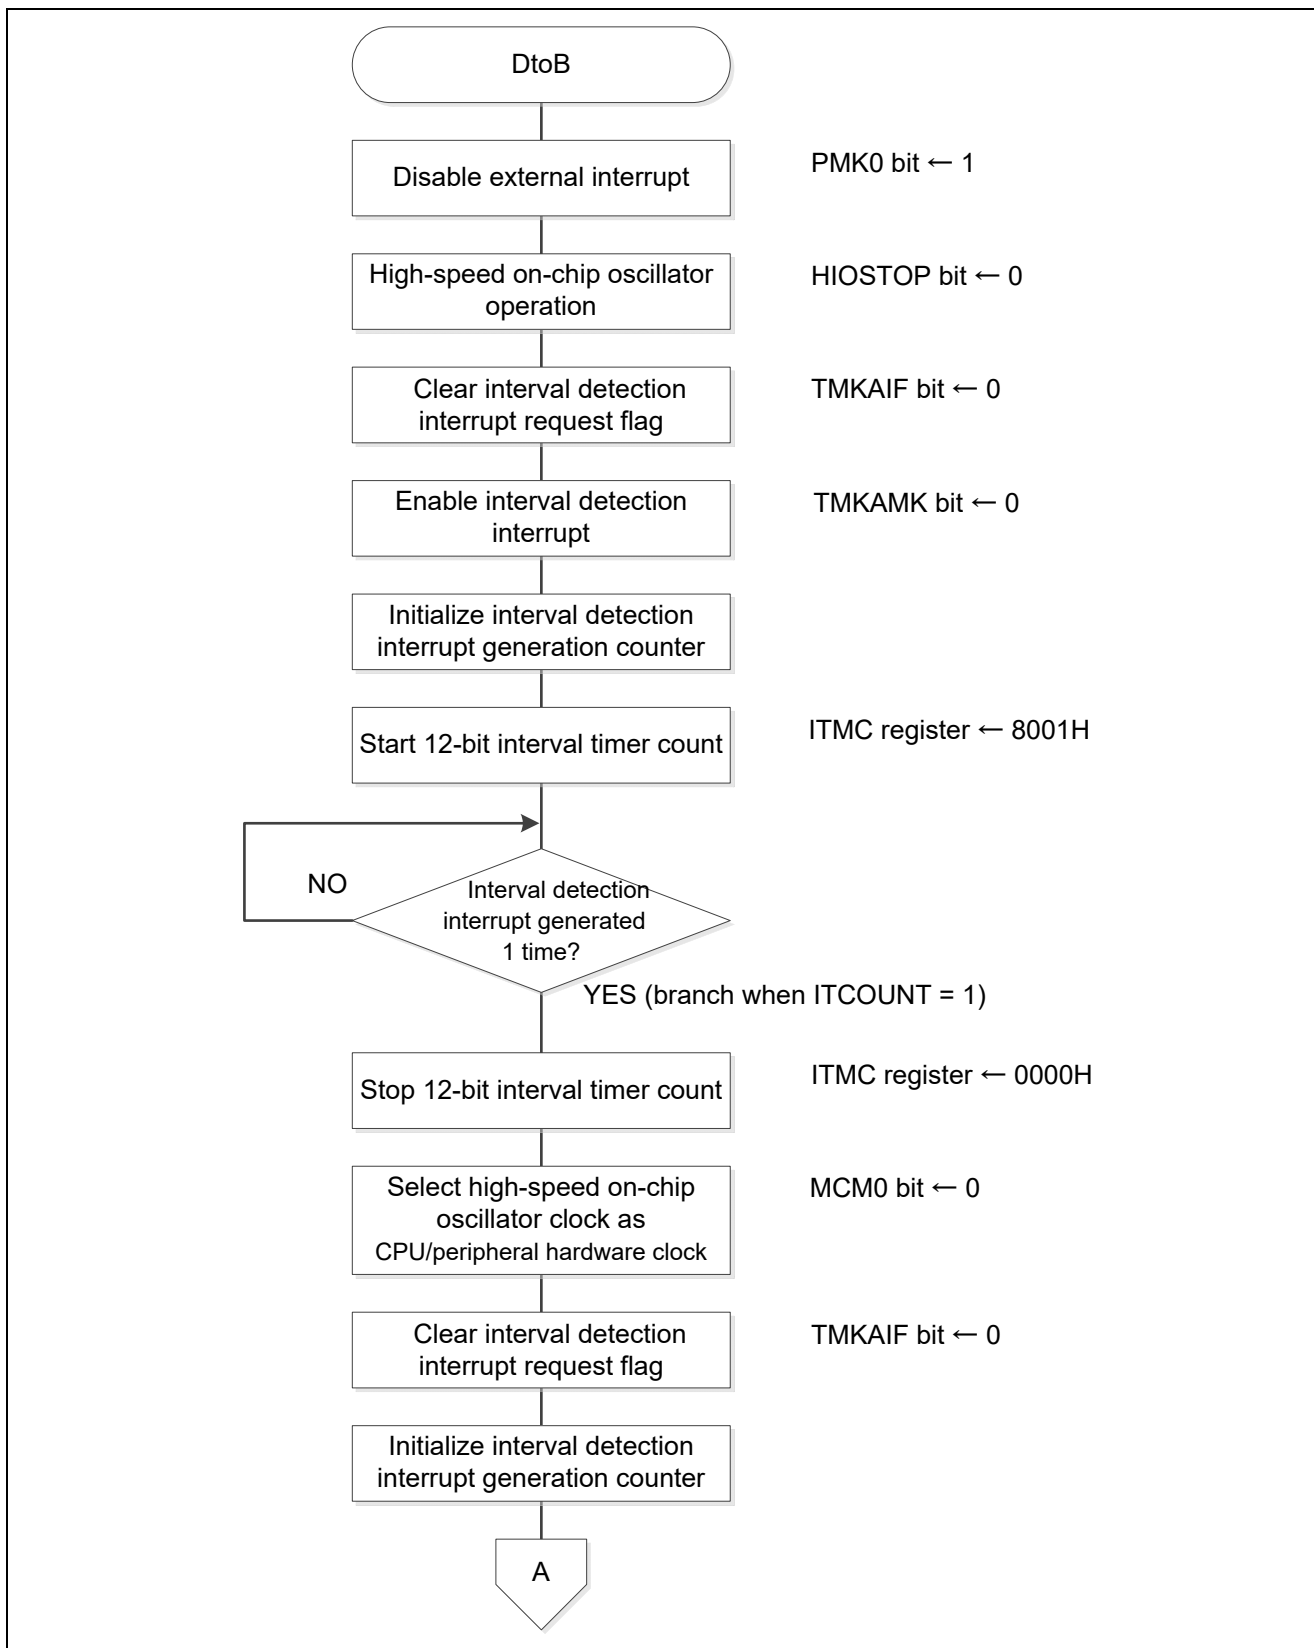 DtoB
Disable external interrupt
PMK0 bit ← 1
High-speed on-chip oscillator
operation
HIOSTOP bit ← 0
Clear interval detection
interrupt request flag
TMKAIF bit ← 0
Enable interval detection
interrupt
TMKAMK bit ← 0
Initialize interval detection
interrupt generation counter
Start 12-bit interval timer count
ITMC register ← 8001H
NO
Interval detection
interrupt generated
1 time?
YES (branch when ITCOUNT = 1)
Stop 12-bit interval timer count
ITMC register ← 0000H
Select high-speed on-chip
oscillator clock as
CPU/peripheral hardware clock
MCM0 bit ← 0
Clear interval detection
interrupt request flag
TMKAIF bit ← 0
Initialize interval detection
interrupt generation counter
A